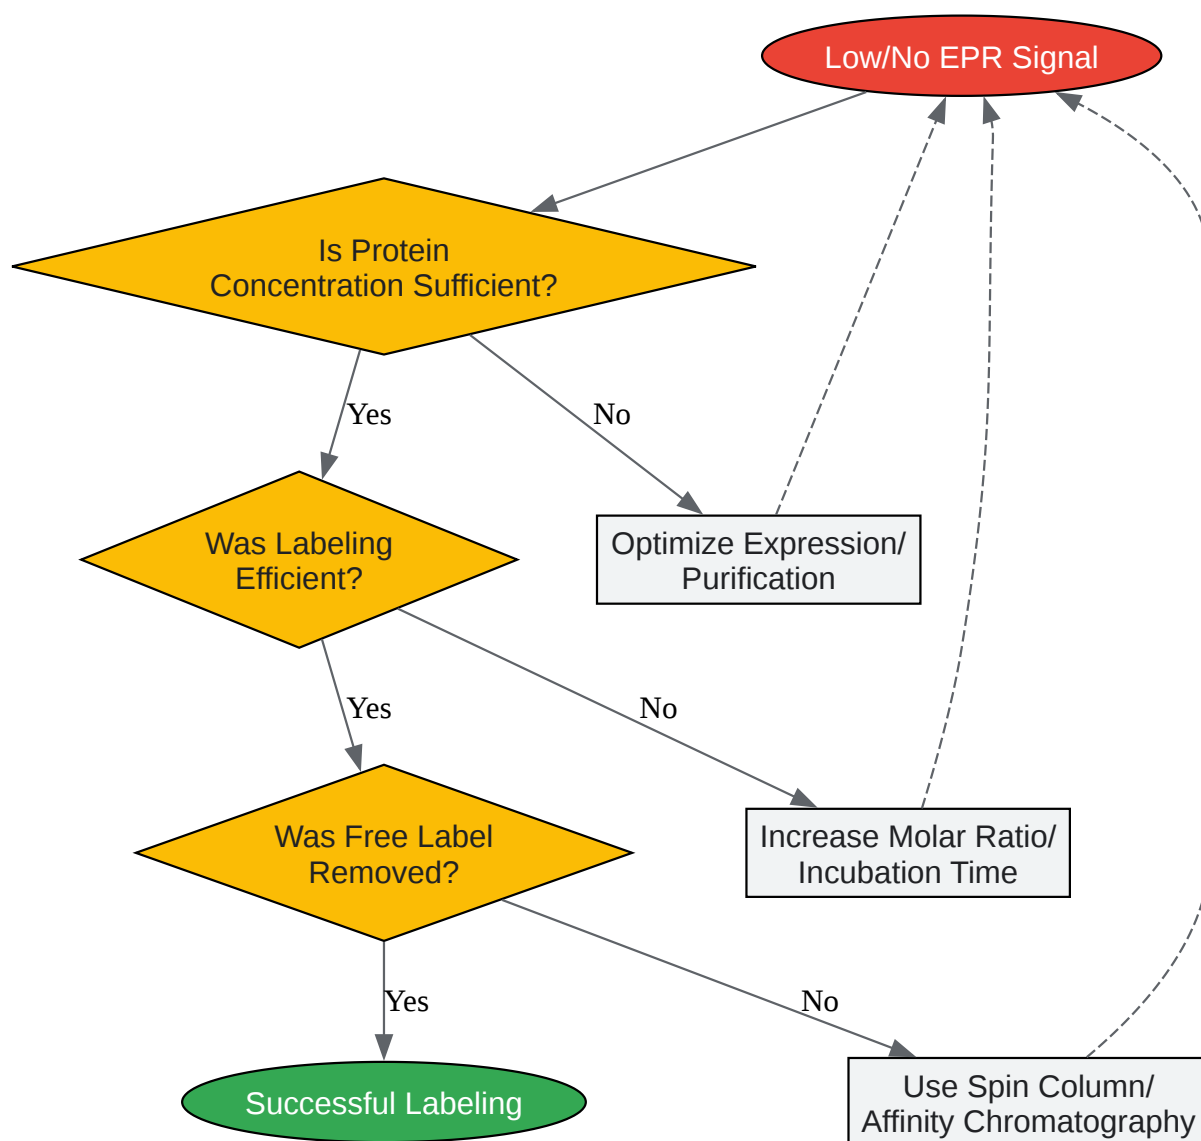 Low/No EPR Signal
Is Protein
Concentration Sufficient?
Yes
No
Was Labeling
Efficient?
Optimize Expression/
Purification
Yes
No
Was Free Label
Removed?
Increase Molar Ratio/
Incubation Time
Yes
No
Successful Labeling
Use Spin Column/
Affinity Chromatography